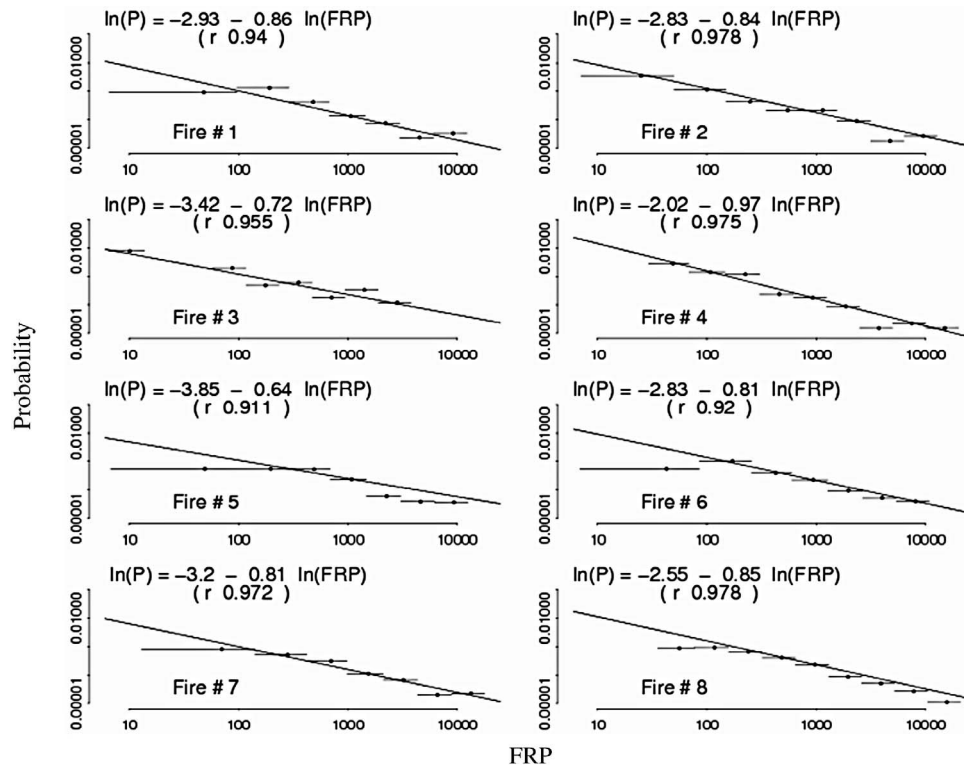 ln(P) = −2.93 − 0.86 ln(FRP)
( r 0.94 )
0.01000
0.00001
Fire # 1
10 100 1000 10000
ln(P) = −2.83 − 0.84 ln(FRP)
( r 0.978 )
0.01000
0.00001
Fire # 2
10 100 1000 10000
ln(P) = −3.42 − 0.72 ln(FRP)
( r 0.955 )
0.01000
0.00001
Fire # 3
10 100 1000 10000
ln(P) = −2.02 − 0.97 ln(FRP)
( r 0.975 )
0.01000
0.00001
Fire # 4
10 100 1000 10000
Probability
ln(P) = −3.85 − 0.64 ln(FRP)
( r 0.911 )
0.01000
0.00001
Fire # 5
10 100 1000 10000
ln(P) = −2.83 − 0.81 ln(FRP)
( r 0.92 )
0.01000
0.00001
Fire # 6
10 100 1000 10000
ln(P) = −3.2 − 0.81 ln(FRP)
( r 0.972 )
0.01000
0.00001
Fire # 7
10 100 1000 10000
ln(P) = −2.55 − 0.85 ln(FRP)
( r 0.978 )
0.01000
0.00001
Fire # 8
10 100 1000 10000
FRP